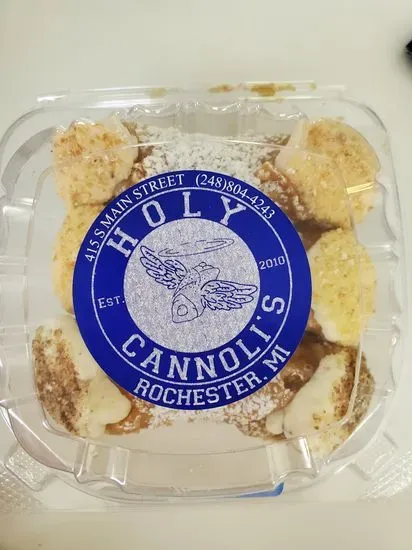 415 S MAIN STREET (248)804-4243
HOLY
EST. 2010
CANNOLI'S
ROCHESTER, MI